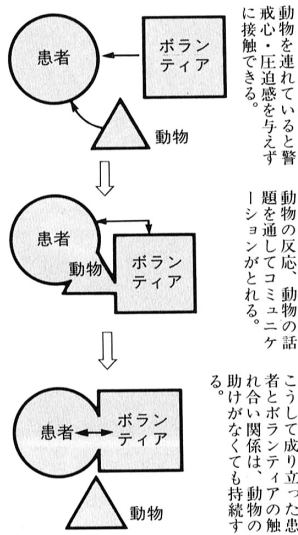 動物を連れていると警
戒心・圧迫感を与えず
に接触できる。
患者
ボラン
ティア
動物
動物の反応、動物の話
題を通してコミュニケ
ーションがとれる。
患者
動物
ボラン
ティア
こうして成り立った患
者とボランティアの触
れ合い関係は、動物の
助けがなくても持続す
る。
患者
ボラン
ティア
動物